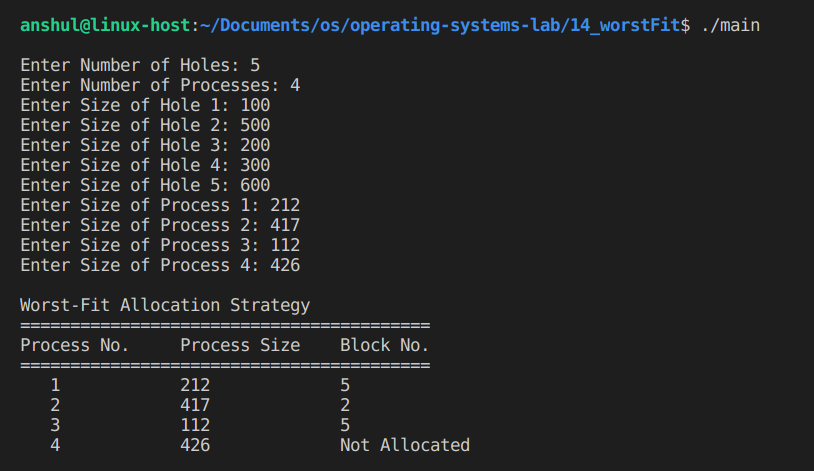 anshul@linux-host:~/Documents/os/operating-systems-lab/14_worstFit$ ./main
Enter Number of Holes: 5
Enter Number of Processes: 4
Enter Size of Hole 1: 100
Enter Size of Hole 2: 500
Enter Size of Hole 3: 200
Enter Size of Hole 4: 300
Enter Size of Hole 5: 600
Enter Size of Process 1: 212
Enter Size of Process 2: 417
Enter Size of Process 3: 112
Enter Size of Process 4: 426
Worst-Fit Allocation Strategy
=========================================
Process No.     Process Size    Block No.
=========================================
   1            212             5
   2            417             2
   3            112             5
   4            426             Not Allocated